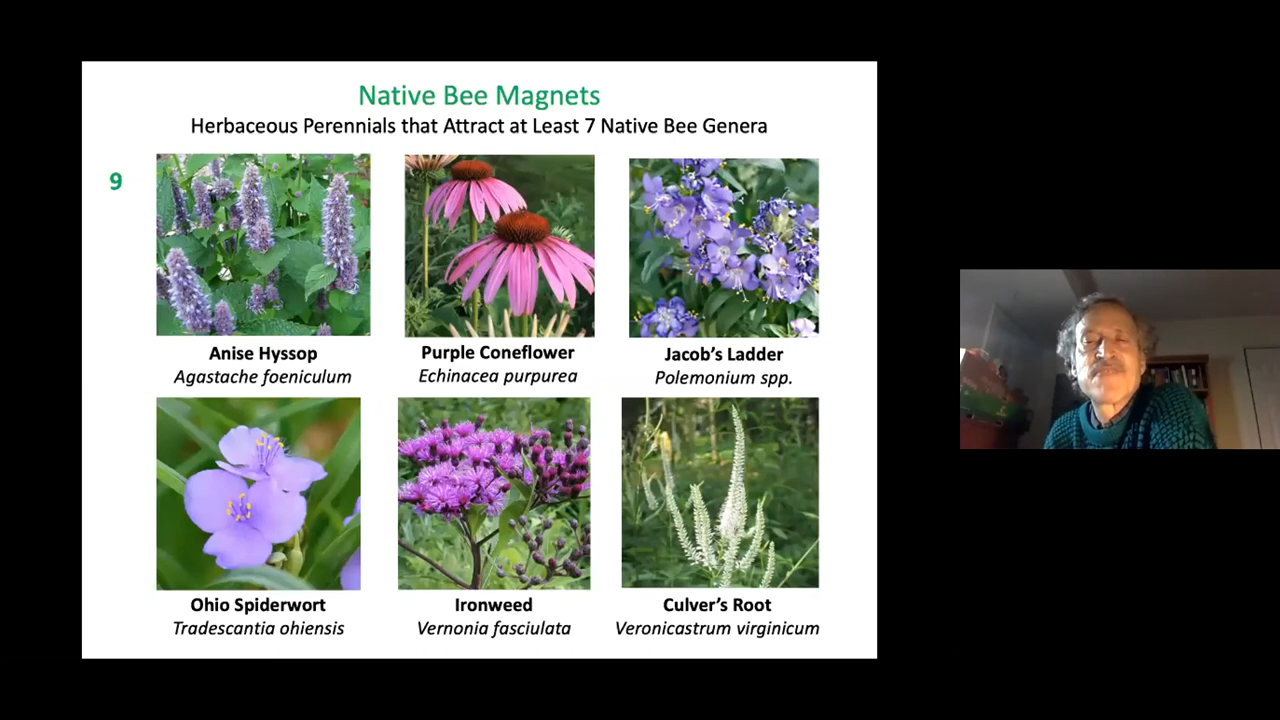 Native Bee Magnets
Herbaceous Perennials that Attract at Least 7 Native Bee Genera
9
Anise Hyssop
Agastache foeniculum
Purple Coneflower
Echinacea purpurea
Jacob’s Ladder
Polemonium spp.
Ohio Spiderwort
Tradescantia ohiensis
Ironweed
Vernonia fasciulata
Culver’s Root
Veronicastrum virginicum